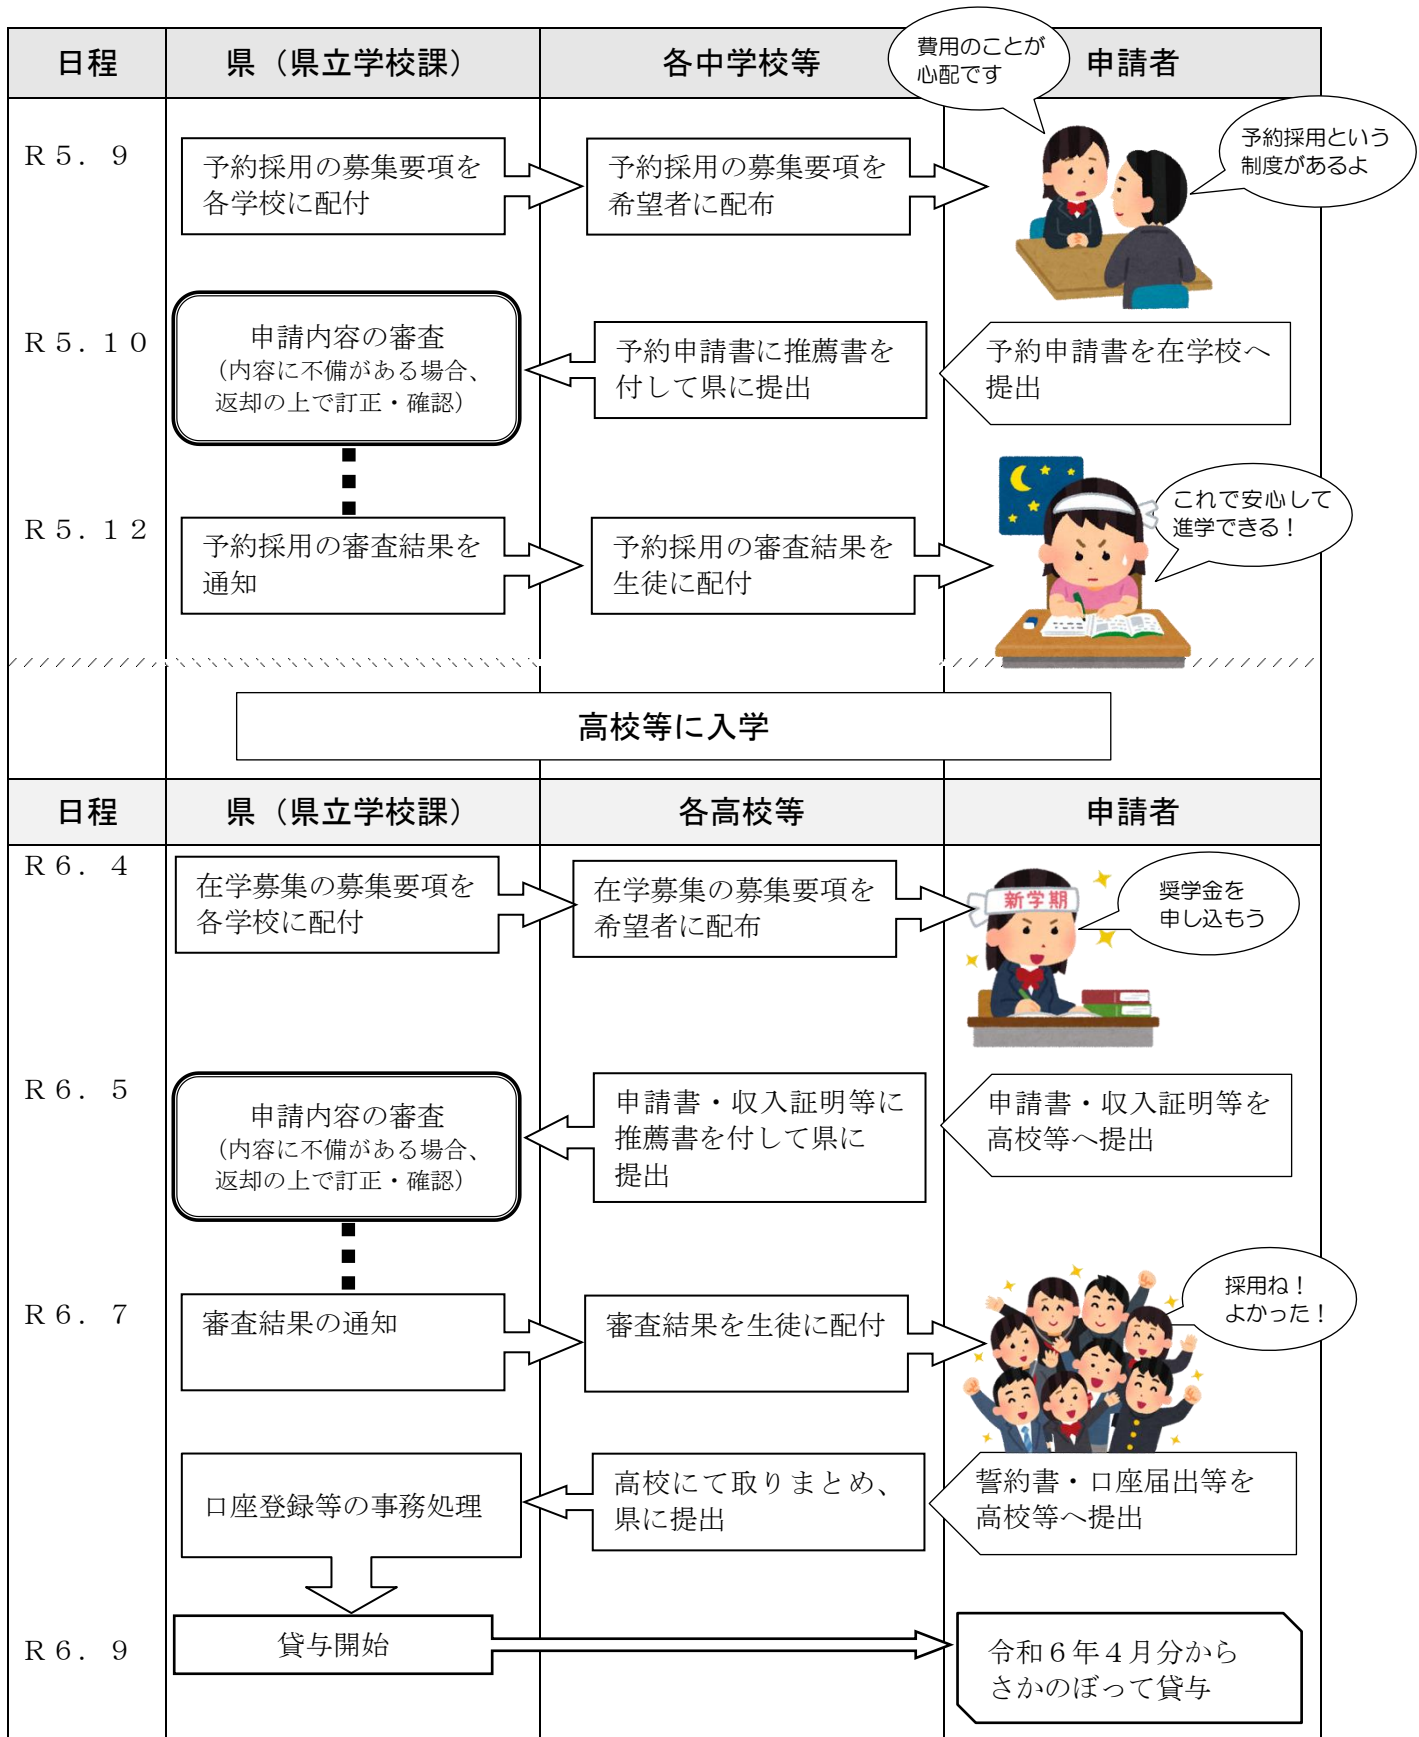 日程
県（県立学校課）
各中学校等
申請者
費用のことが
心配です
予約採用という
制度があるよ
Ｒ５．９
予約採用の募集要項を
各学校に配付
予約採用の募集要項を
希望者に配布
Ｒ５．１０
申請内容の審査
（内容に不備がある場合、
返却の上で訂正・確認）
予約申請書に推薦書を
付して県に提出
予約申請書を在学校へ
提出
これで安心して
進学できる！
Ｒ５．１２
予約採用の審査結果を
通知
予約採用の審査結果を
生徒に配付
高校等に入学
日程
県（県立学校課）
各高校等
申請者
Ｒ６．４
在学募集の募集要項を
各学校に配付
在学募集の募集要項を
希望者に配布
新学期
奨学金を
申し込もう
Ｒ６．５
申請内容の審査
（内容に不備がある場合、
返却の上で訂正・確認）
申請書・収入証明等に
推薦書を付して県に
提出
申請書・収入証明等を
高校等へ提出
Ｒ６．７
審査結果の通知
審査結果を生徒に配付
採用ね！
よかった！
口座登録等の事務処理
高校にて取りまとめ、
県に提出
誓約書・口座届出等を
高校等へ提出
Ｒ６．９
貸与開始
令和６年４月分から
さかのぼって貸与